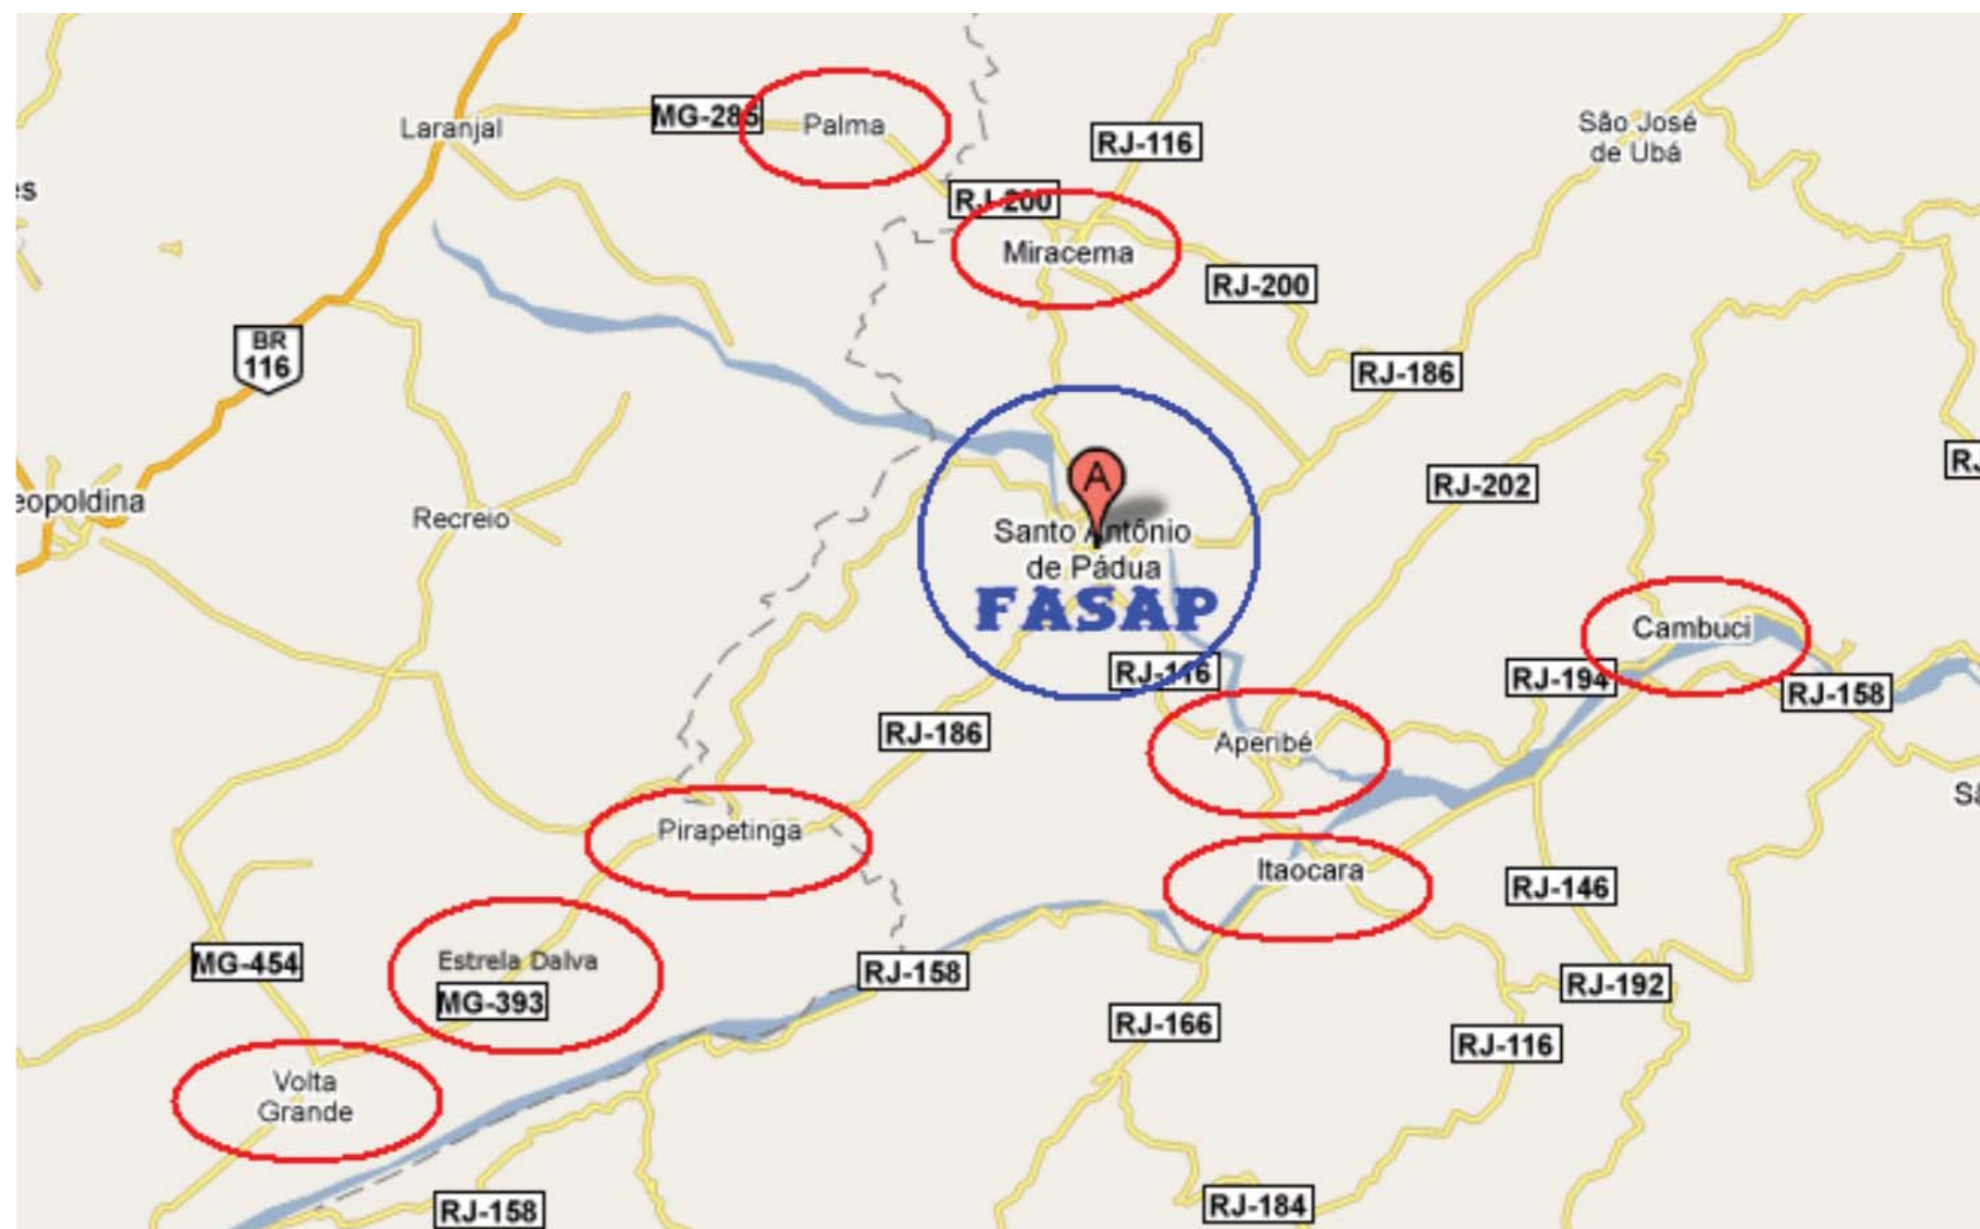 MG-285
Palma
Laranjal
RJ-116
São José
de Ubá
es
RJ-200
Miracema
RJ-200
BR
116
RJ-186
A
RJ-202
eopoldina
Recreio
Santo Antônio
de Pádua
FASAP
Cambuci
RJ-116
RJ-194
RJ-158
RJ-186
Aperibé
Pirapetinga
Itaocara
RJ-146
MG-454
Estrela Dalva
MG-393
RJ-158
RJ-192
RJ-166
RJ-116
Volta
Grande
RJ-158
RJ-184